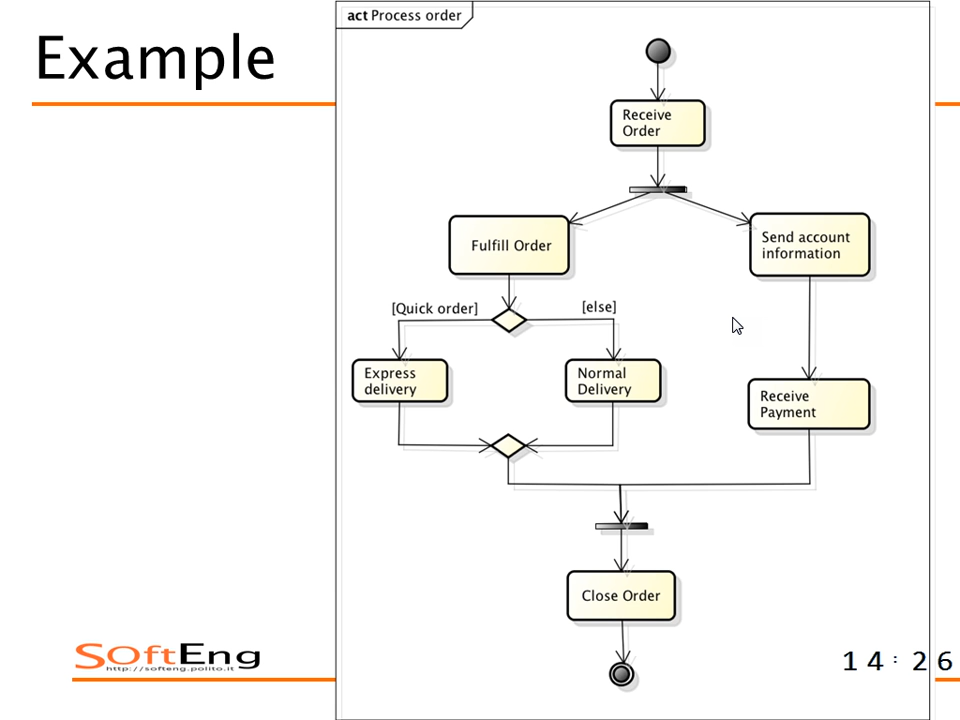 act Process order
Example
Receive
Order
Fulfill Order
Send account
information
[Quick order]
[else]
Express
delivery
Normal
Delivery
Receive
Payment
Close Order
SOftEng
http://softeng.polito.it
14:26